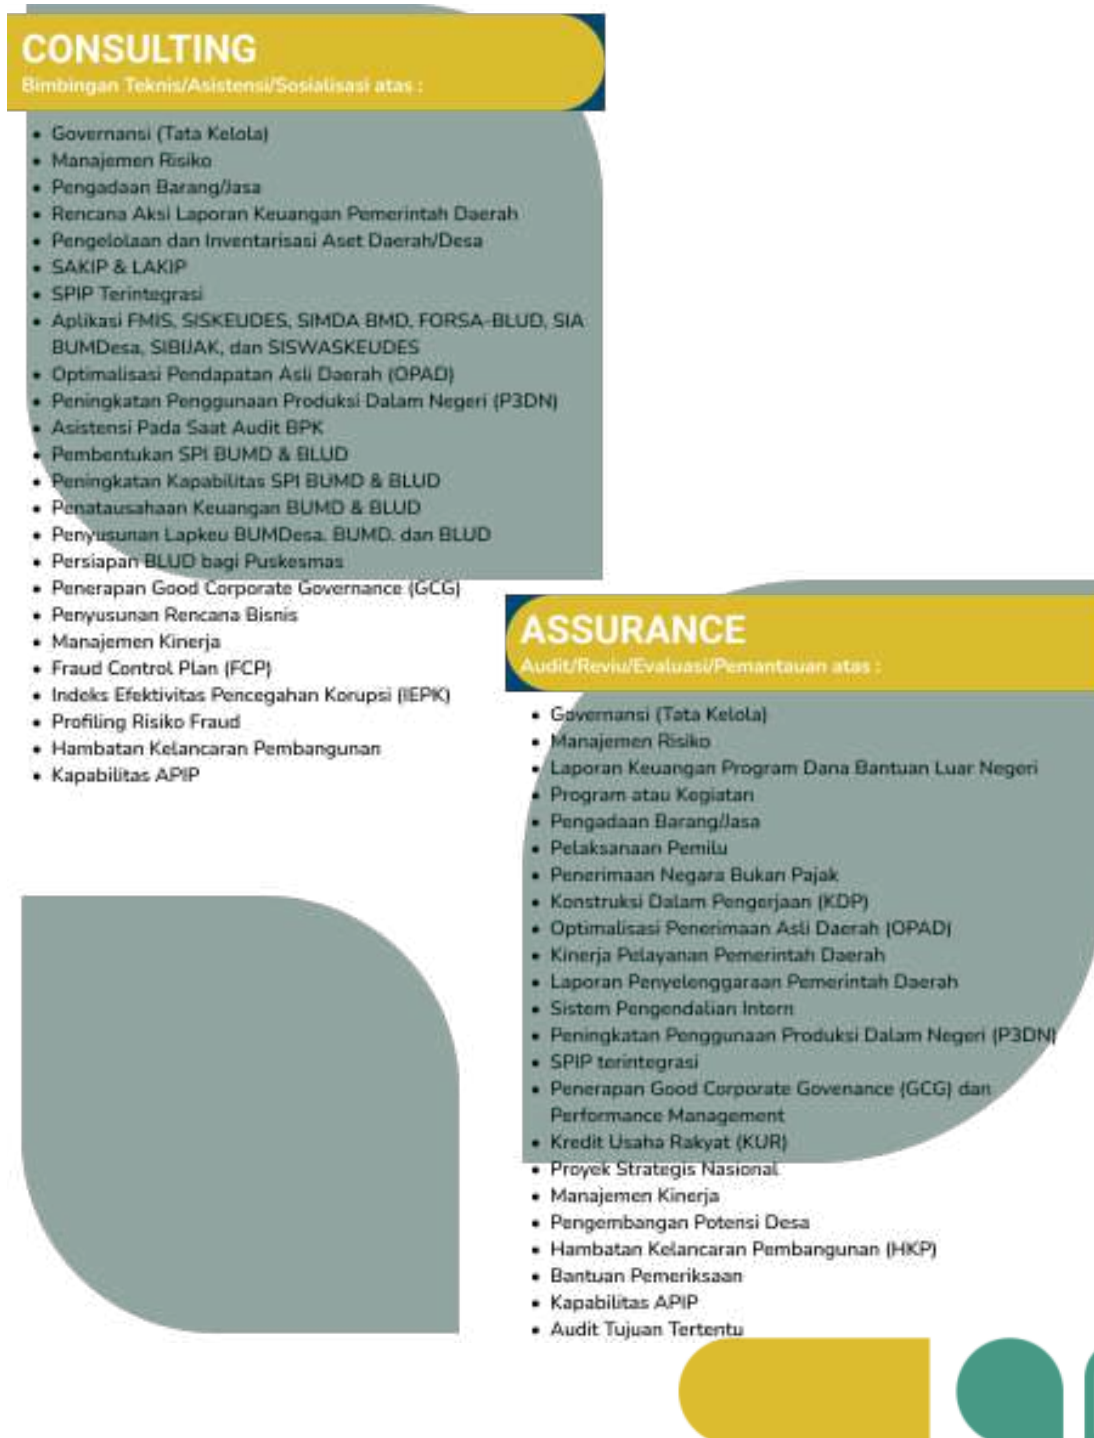 CONSULTING
Bimbingan Teknis/Asistensi/Sosialisasi atas :
• Governansi (Tata Kelola)
• Manajemen Risiko
• Pengadaan Barang/Jasa
• Rencana Aksi Laporan Keuangan Pemerintah Daerah
• Pengelolaan dan Inventarisasi Aset Daerah/Desa
• SAKIP & LAKIP
• SPIP Terintegrasi
• Aplikasi FMIS, SISKEUDES, SIMDA BMD, FORSA-BLUD, SIA
BUMDesa, SIBIJAK, dan SISWASKEUDES
• Optimalisasi Pendapatan Asli Daerah (OPAD)
• Peningkatan Penggunaan Produksi Dalam Negeri (P3DN)
• Asistensi Pada Saat Audit BPK
• Pembentukan SPI BUMD & BLUD
• Peningkatan Kapabilitas SPI BUMD & BLUD
• Penatausahaan Keuangan BUMD & BLUD
• Penyusunan Lapkeu BUMDesa, BUMD, dan BLUD
• Persiapan BLUD bagi Puskesmas
• Penerapan Good Corporate Governance (GCG)
• Penyusunan Rencana Bisnis
• Manajemen Kinerja
• Fraud Control Plan (FCP)
• Indeks Efektivitas Pencegahan Korupsi (IEPK)
• Profiling Risiko Fraud
• Hambatan Kelancaran Pembangunan
• Kapabilitas APIP
ASSURANCE
Audit/Reviu/Evaluasi/Pemantauan atas :
• Governansi (Tata Kelola)
• Manajemen Risiko
• Laporan Keuangan Program Dana Bantuan Luar Negeri
• Program atau Kegiatan
• Pengadaan Barang/Jasa
• Pelaksanaan Pemilu
• Penerimaan Negara Bukan Pajak
• Konstruksi Dalam Pengerjaan (KDP)
• Optimalisasi Penerimaan Asli Daerah (OPAD)
• Kinerja Pelayanan Pemerintah Daerah
• Laporan Penyelenggaraan Pemerintah Daerah
• Sistem Pengendalian Intern
• Peningkatan Penggunaan Produksi Dalam Negeri (P3DN)
• SPIP terintegrasi
• Penerapan Good Corporate Govenance (GCG) dan
Performance Management
• Kredit Usaha Rakyat (KUR)
• Proyek Strategis Nasional
• Manajemen Kinerja
• Pengembangan Potensi Desa
• Hambatan Kelancaran Pembangunan (HKP)
• Bantuan Pemeriksaan
• Kapabilitas APIP
• Audit Tujuan Tertentu